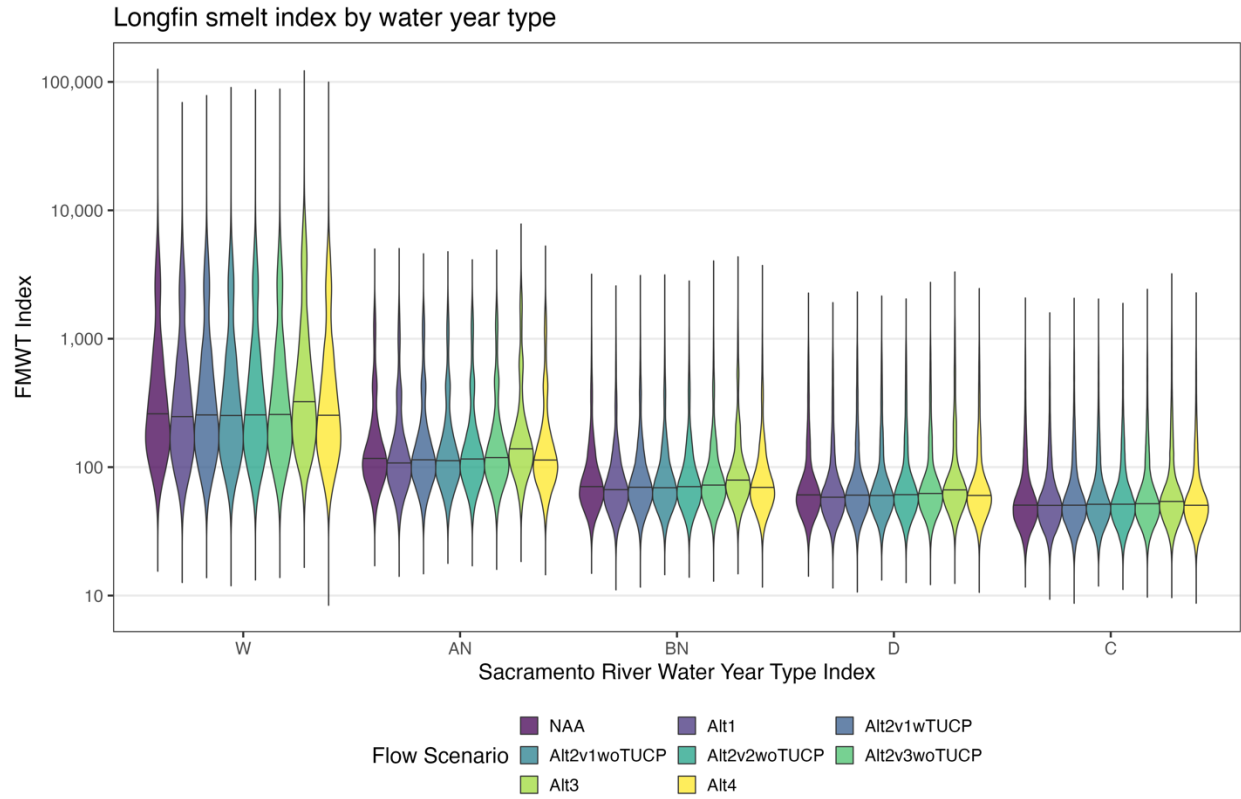 Longfin smelt index by water year type
100,000
10,000
1,000
100
10
FMWT Index
W AN BN D C
Sacramento River Water Year Type Index
Flow Scenario
NAA Alt1 Alt2v1wTUCP
Alt2v1woTUCP Alt2v2woTUCP Alt2v3woTUCP
Alt3 Alt4